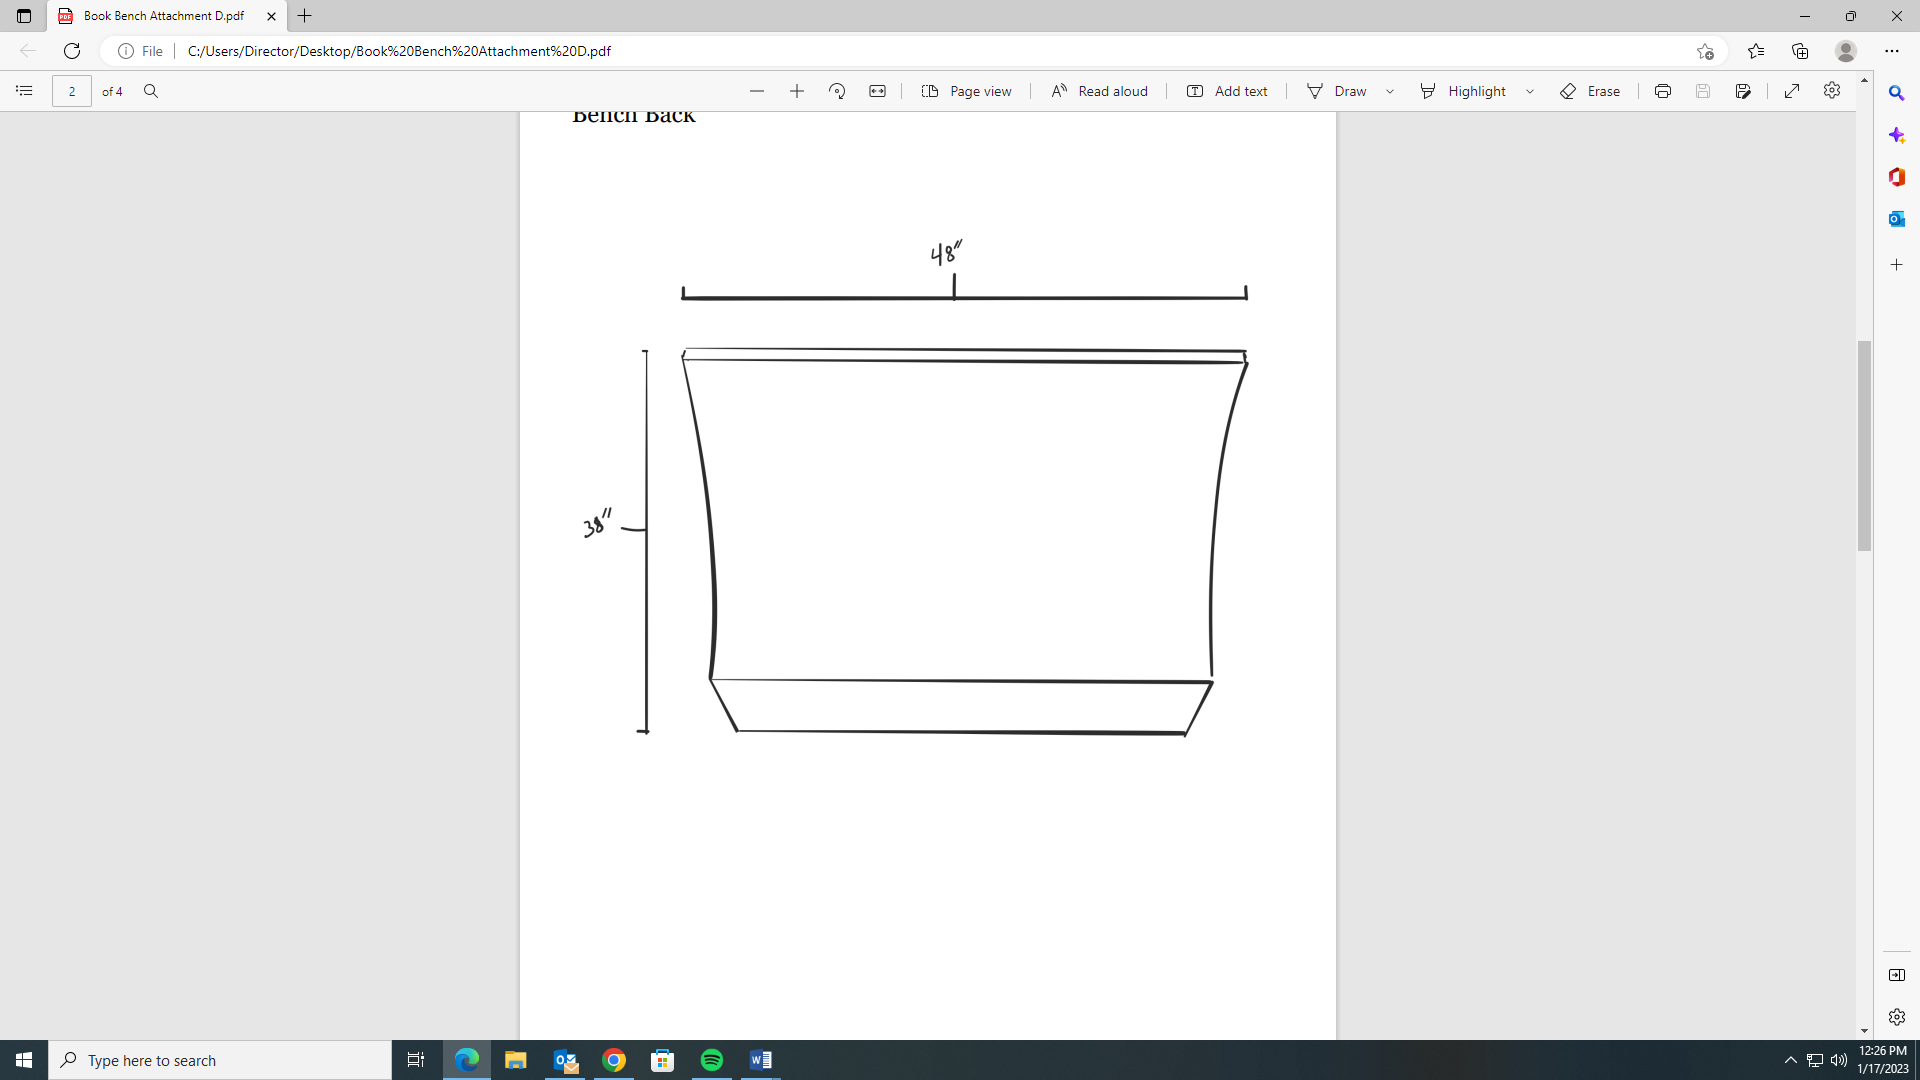 Book Bench Attachment D.pdf
File
C:/Users/Director/Desktop/Book%20Bench%20Attachment%20D.pdf
2 of 4
Page view
Read aloud
Add text
Draw
Highlight
Erase
Bench Back
48"
38"
Type here to search
12:26 PM
1/17/2023